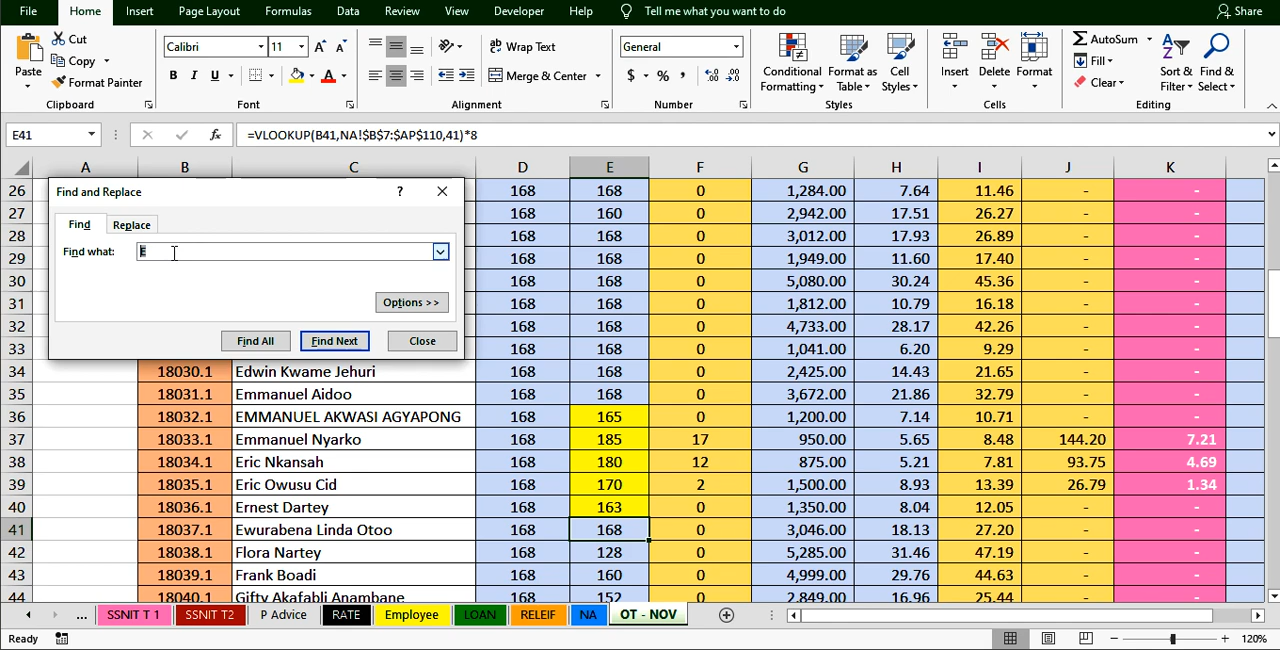 File Home Insert Page Layout Formulas Data Review View Developer Help Tell me what you want to do Share
Paste Cut Copy Format Painter Clipboard
Calibri 11 A A B I U A Font
Wrap Text Merge & Center Alignment
General $ % , Number
Conditional Formatting Format as Table Cell Styles Styles
Insert Delete Format Cells
AutoSum Fill Clear Sort & Filter Find & Select Editing
E41 fx =VLOOKUP(B41,NA!$B$7:$AP$110,41)*8
A B C D E F G H I J K
Find and Replace ? ×
Find Replace
Find what: E
Options >>
Find All Find Next Close
26 168 168 0 1,284.00 7.64 11.46 - -
27 168 160 0 2,942.00 17.51 26.27 - -
28 168 168 0 3,012.00 17.93 26.89 - -
29 168 168 0 1,949.00 11.60 17.40 - -
30 168 168 0 5,080.00 30.24 45.36 - -
31 168 168 0 1,812.00 10.79 16.18 - -
32 168 168 0 4,733.00 28.17 42.26 - -
33 168 168 0 1,041.00 6.20 9.29 - -
34 18030.1 Edwin Kwame Jehuri 168 168 0 2,425.00 14.43 21.65 - -
35 18031.1 Emmanuel Aidoo 168 168 0 3,672.00 21.86 32.79 - -
36 18032.1 EMMANUEL AKWASI AGYAPONG 168 165 0 1,200.00 7.14 10.71 - -
37 18033.1 Emmanuel Nyarko 168 185 17 950.00 5.65 8.48 144.20 7.21
38 18034.1 Eric Nkansah 168 180 12 875.00 5.21 7.81 93.75 4.69
39 18035.1 Eric Owusu Cid 168 170 2 1,500.00 8.93 13.39 26.79 1.34
40 18036.1 Ernest Dartey 168 163 0 1,350.00 8.04 12.05 - -
41 18037.1 Ewurabena Linda Otoo 168 168 0 3,046.00 18.13 27.20 - -
42 18038.1 Flora Nartey 168 128 0 5,285.00 31.46 47.19 - -
43 18039.1 Frank Boadi 168 160 0 4,999.00 29.76 44.63 - -
44 18040.1 Gifty Akafabli Anambane 168 152 0 2,849.00 16.96 25.44 - -
... SSNIT T 1 SSNIT T2 P Advice RATE Employee LOAN RELEIF NA OT - NOV
Ready 120%